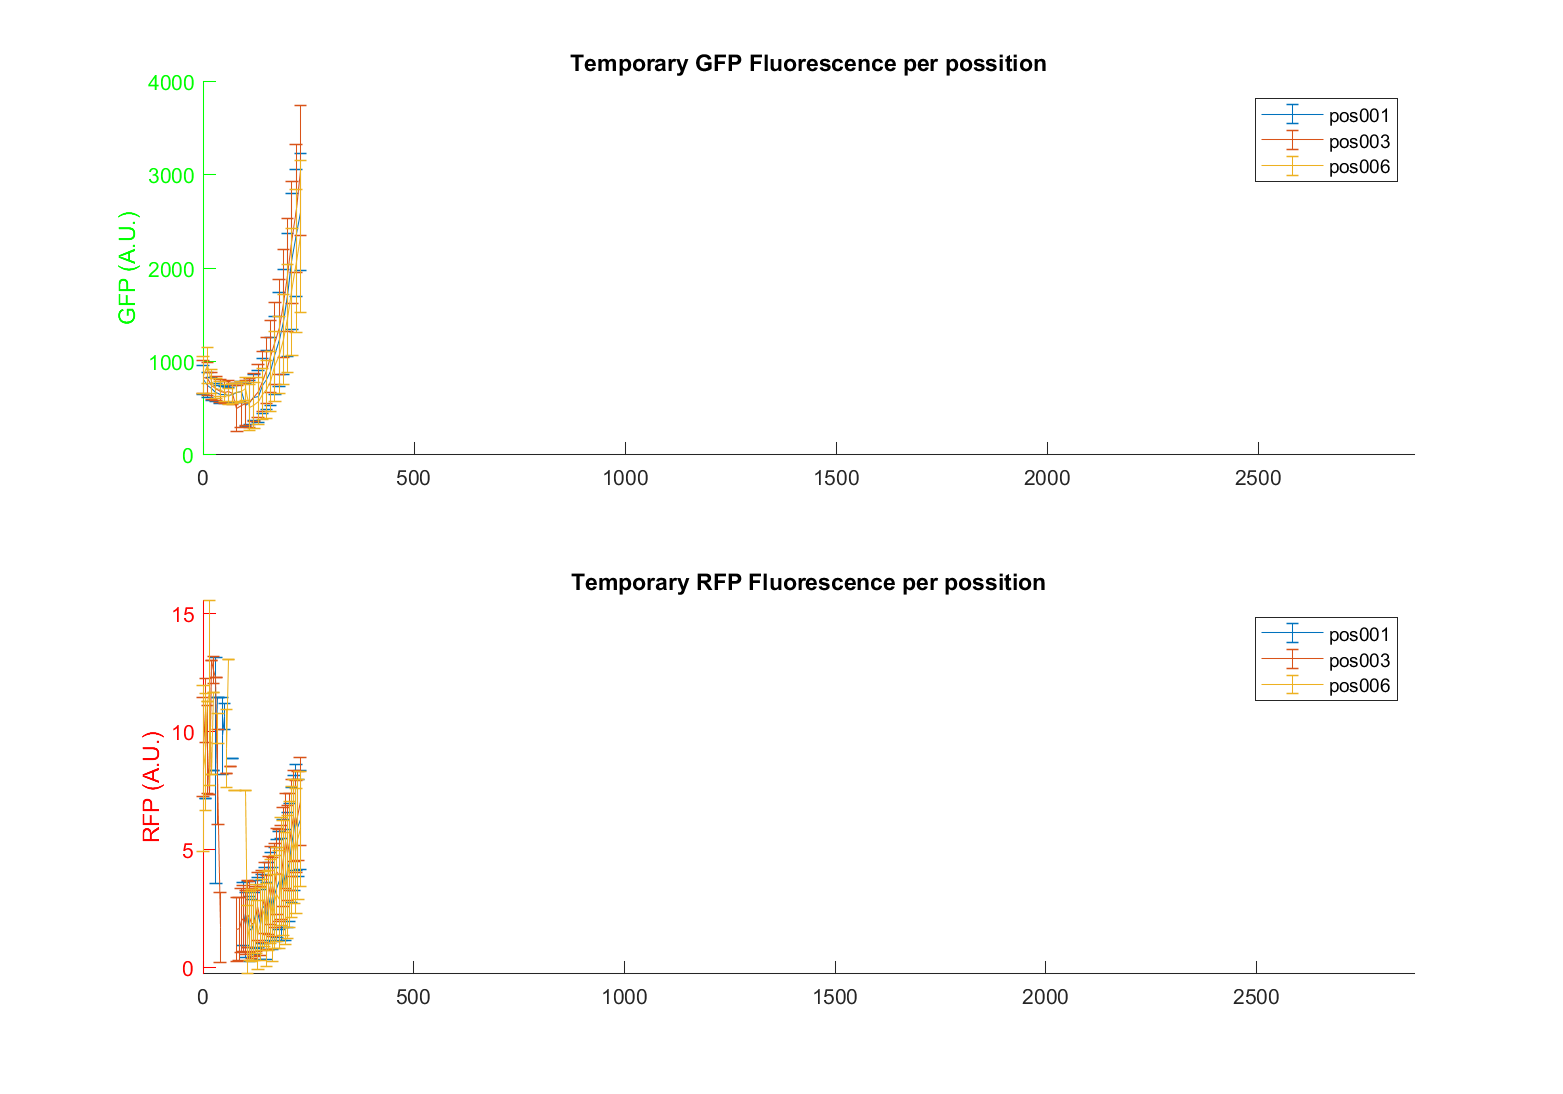 Temporary GFP Fluorescence per possition
GFP (A.U.)
4000
3000
2000
1000
0
0 500 1000 1500 2000 2500
pos001
pos003
pos006
Temporary RFP Fluorescence per possition
RFP (A.U.)
15
10
5
0
0 500 1000 1500 2000 2500
pos001
pos003
pos006